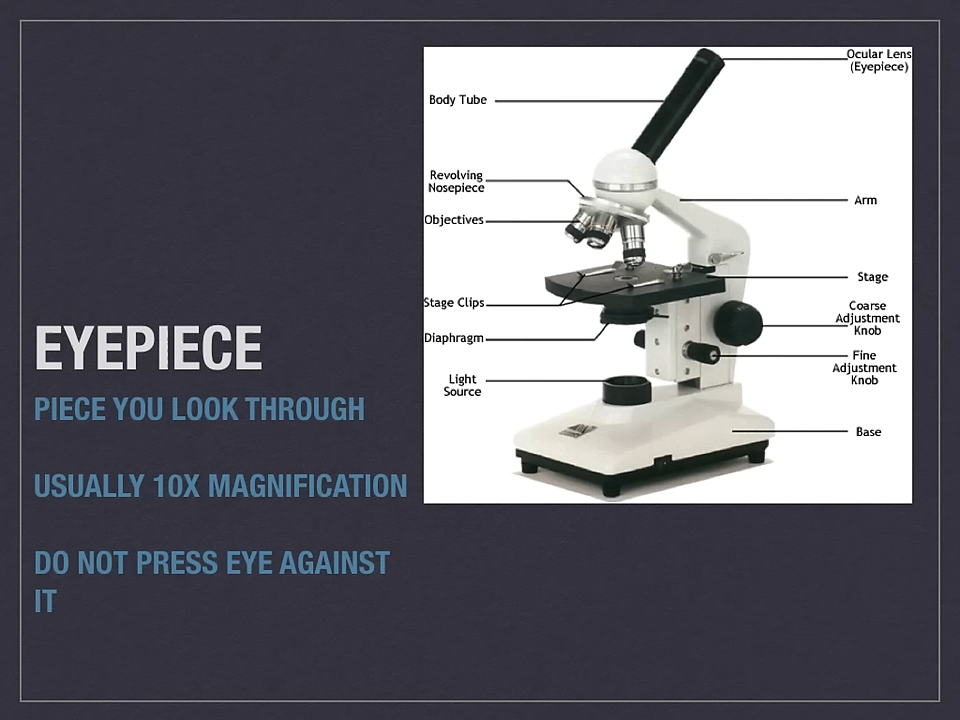 EYEPIECE
PIECE YOU LOOK THROUGH
USUALLY 10X MAGNIFICATION
DO NOT PRESS EYE AGAINST
IT
Ocular Lens
(Eyepiece)
Body Tube
Revolving
Nosepiece
Arm
Objectives
Stage
Stage Clips
Coarse
Adjustment
Knob
Diaphragm
Fine
Adjustment
Knob
Light
Source
Base